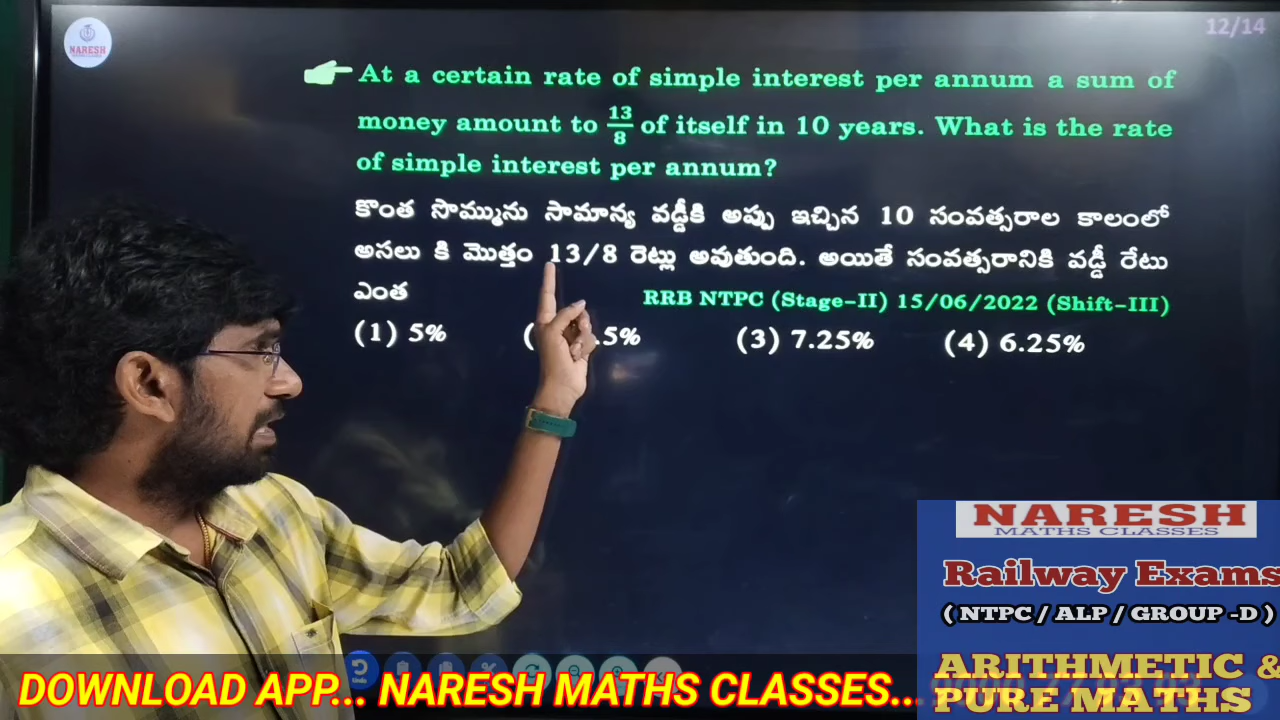 12/14
NARESH
At a certain rate of simple interest per annum a sum of
money amount to 13/8 of itself in 10 years. What is the rate
of simple interest per annum?
కొంత సొమ్మును సామాన్య వడ్డీకి అప్పు ఇచ్చిన 10 సంవత్సరాల కాలంలో
అసలు కి మొత్తం 13/8 రెట్లు అవుతుంది. అయితే సంవత్సరానికి వడ్డీ రేటు
ఎంత
RRB NTPC (Stage-II) 15/06/2022 (Shift-III)
(1) 5% .5% (3) 7.25% (4) 6.25%
NARESH
MATHS CLASSES
Railway Exams
( NTPC / ALP / GROUP -D )
ARITHMETIC &
PURE MATHS
Undo
DOWNLOAD APP... NARESH MATHS CLASSES...